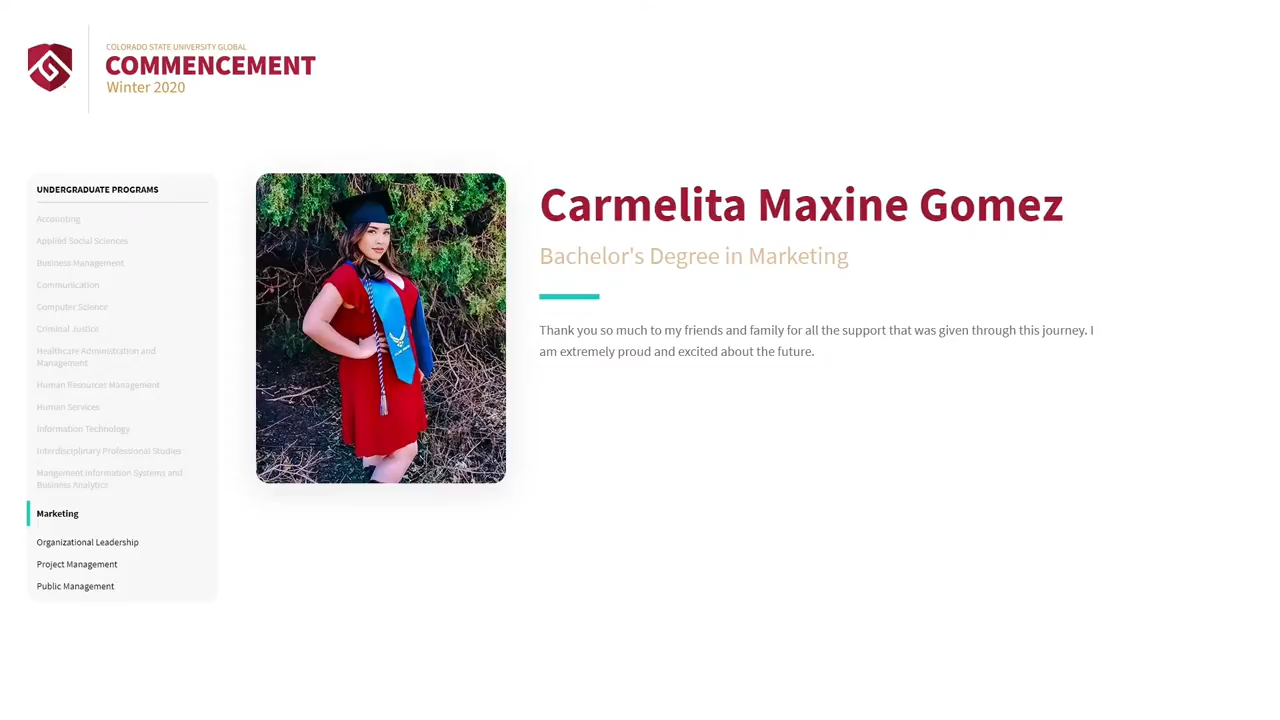 COLORADO STATE UNIVERSITY GLOBAL
COMMENCEMENT
Winter 2020
UNDERGRADUATE PROGRAMS
Accounting
Applied Social Sciences
Business Management
Communication
Computer Science
Criminal Justice
Healthcare Administration and
Management
Human Resources Management
Human Services
Information Technology
Interdisciplinary Professional Studies
Mangement Information Systems and
Business Analytics
Marketing
Organizational Leadership
Project Management
Public Management
Carmelita Maxine Gomez
Bachelor's Degree in Marketing
Thank you so much to my friends and family for all the support that was given through this journey. I
am extremely proud and excited about the future.